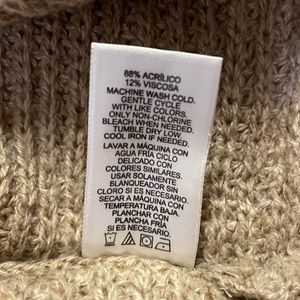 88% ACRÍLICO
12% VISCOSA
MACHINE WASH COLD.
GENTLE CYCLE
WITH LIKE COLORS.
ONLY NON-CHLORINE
BLEACH WHEN NEEDED.
TUMBLE DRY LOW.
COOL IRON IF NEEDED.
LAVAR A MÁQUINA CON
AGUA FRÍA CICLO
DELICADO CON
COLORES SIMILARES.
USAR SOLAMENTE
BLANQUEADOR SIN
CLORO SI ES NECESARIO.
SECAR A MÁQUINA CON
TEMPERATURA BAJA.
PLANCHAR CON
PLANCHA FRÍA
SI ES NECESARIO.